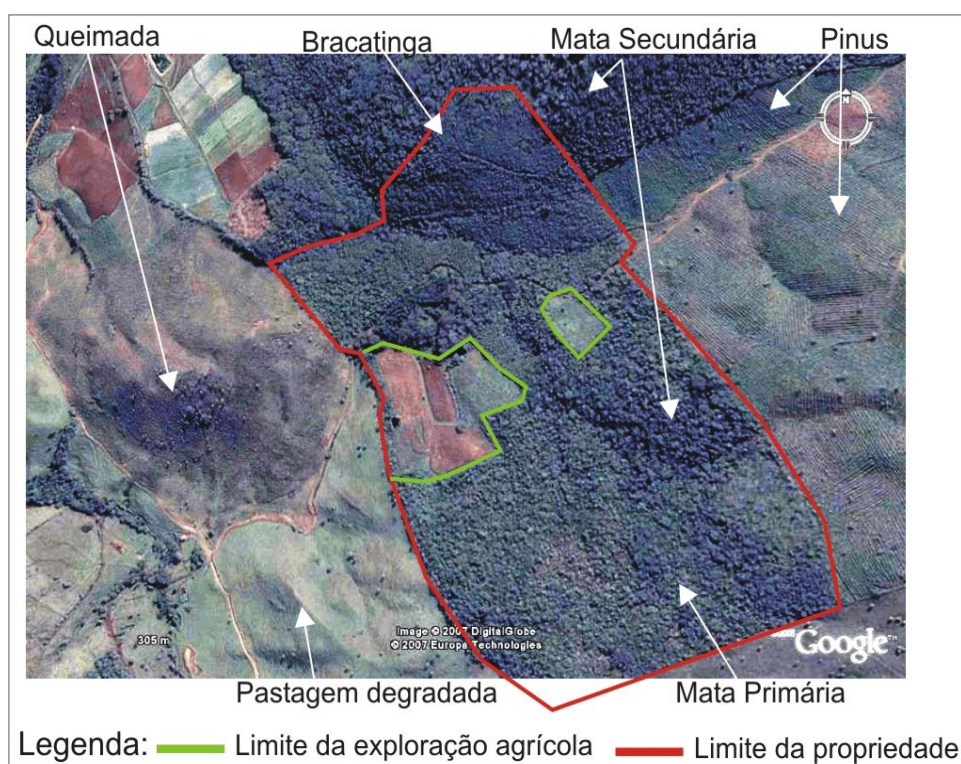 Queimada
Bracatinga
Mata Secundária
Pinus
N
305 m
Image © 2007 DigitalGlobe
© 2007 Europa Technologies
Google™
Pastagem degradada
Mata Primária
Legenda: Limite da exploração agrícola Limite da propriedade